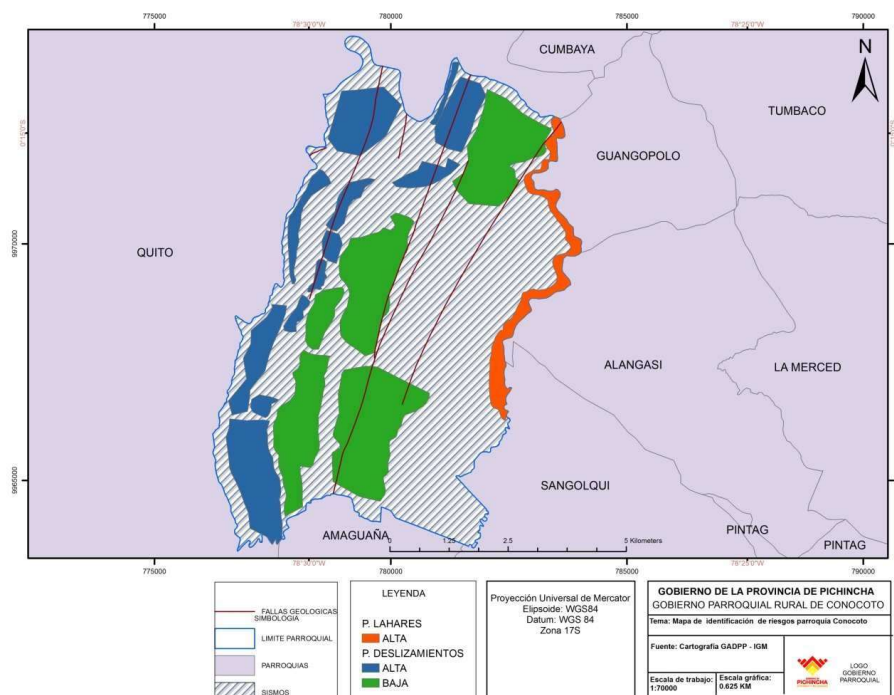 775000 780000 785000 790000
78°30'0"W 78°25'0"W
CUMBAYA
N
TUMBACO
0°15'0"S
GUANGOPOLO
9970000
QUITO
ALANGASI
LA MERCED
9965000
SANGOLQUI
AMAGUAÑA
PINTAG
PINTAG
0 1.25 2.5 5 Kilometers
775000 78°30'0"W 780000 785000 78°25'0"W 790000
FALLAS GEOLOGICAS
SIMBOLOGIA
LIMITE PARROQUIAL
PARROQUIAS
SISMOS
LEYENDA
P. LAHARES
ALTA
P. DESLIZAMIENTOS
ALTA
BAJA
Proyección Universal de Mercator
Elipsoide: WGS84
Datum: WGS 84
Zona 17S
GOBIERNO DE LA PROVINCIA DE PICHINCHA
GOBIERNO PARROQUIAL RURAL DE CONOCOTO
Tema: Mapa de identificación de riesgos parroquia Conocoto
Fuente: Cartografía GADPP - IGM
Escala de trabajo:
1:70000
Escala gráfica:
0.625 KM
PICHINCHA
LOGO
GOBIERNO
PARROQUIAL